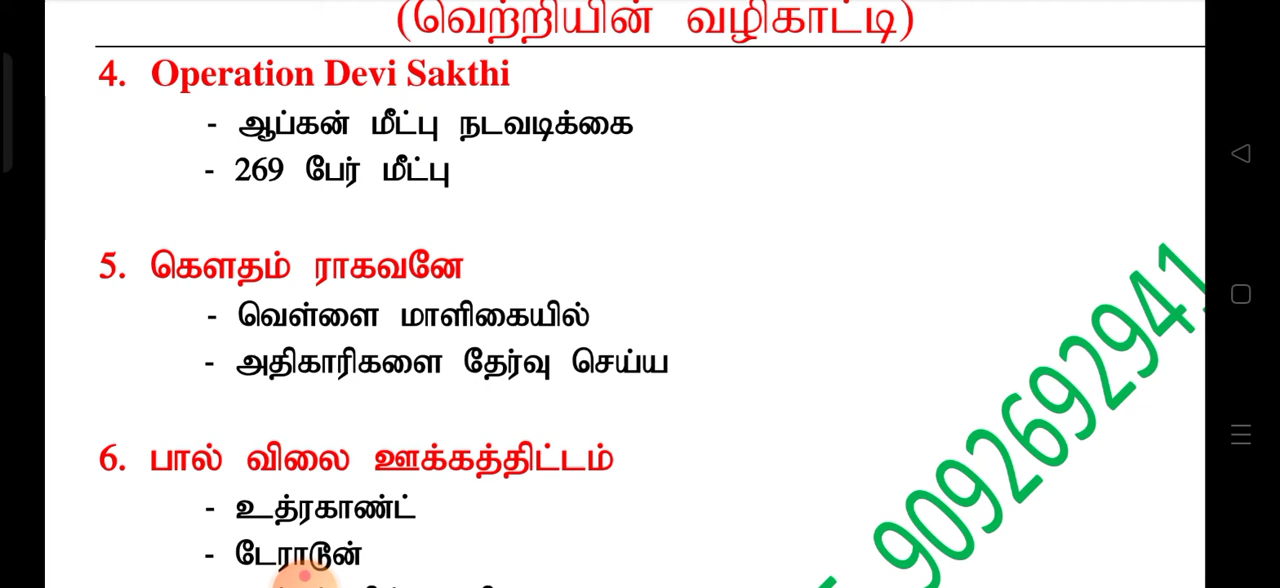 (வெற்றியின் வழிகாட்டி)
4. Operation Devi Sakthi
- ஆப்கன் மீட்பு நடவடிக்கை
- 269 பேர் மீட்பு
5. கௌதம் ராகவனே
- வெள்ளை மாளிகையில்
- அதிகாரிகளை தேர்வு செய்ய
6. பால் விலை ஊக்கத்திட்டம்
- உத்ரகாண்ட்
- டேராடூன்
9092692941